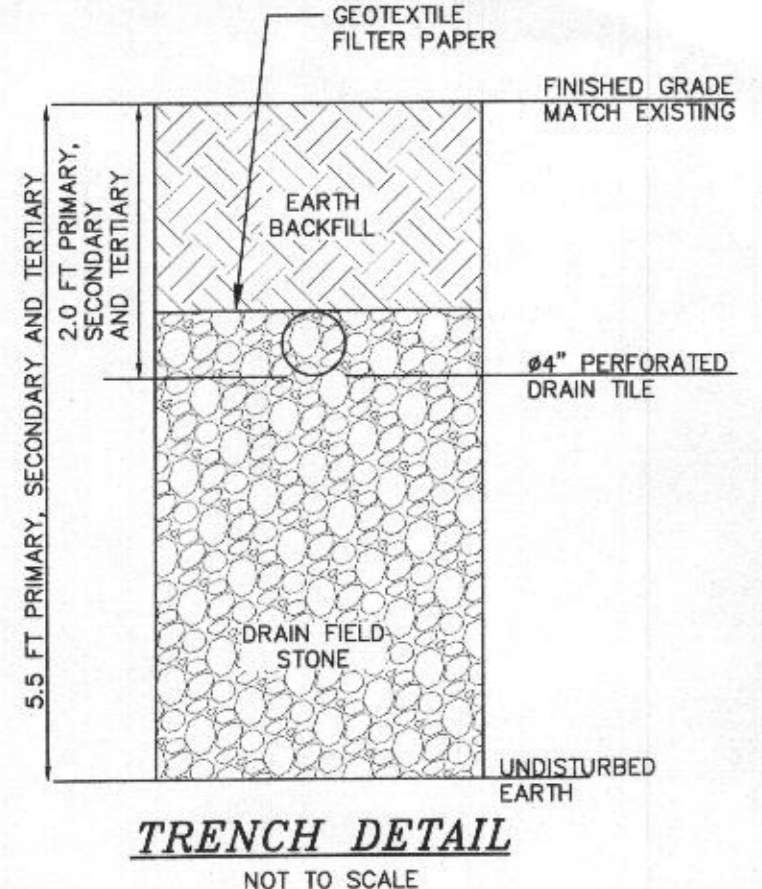 GEOTEXTILE
FILTER PAPER
FINISHED GRADE
MATCH EXISTING
5.5 FT PRIMARY, SECONDARY AND TERTIARY
2.0 FT PRIMARY,
SECONDARY
AND TERTIARY
EARTH
BACKFILL
ø4" PERFORATED
DRAIN TILE
DRAIN FIELD
STONE
UNDISTURBED
EARTH
TRENCH DETAIL
NOT TO SCALE